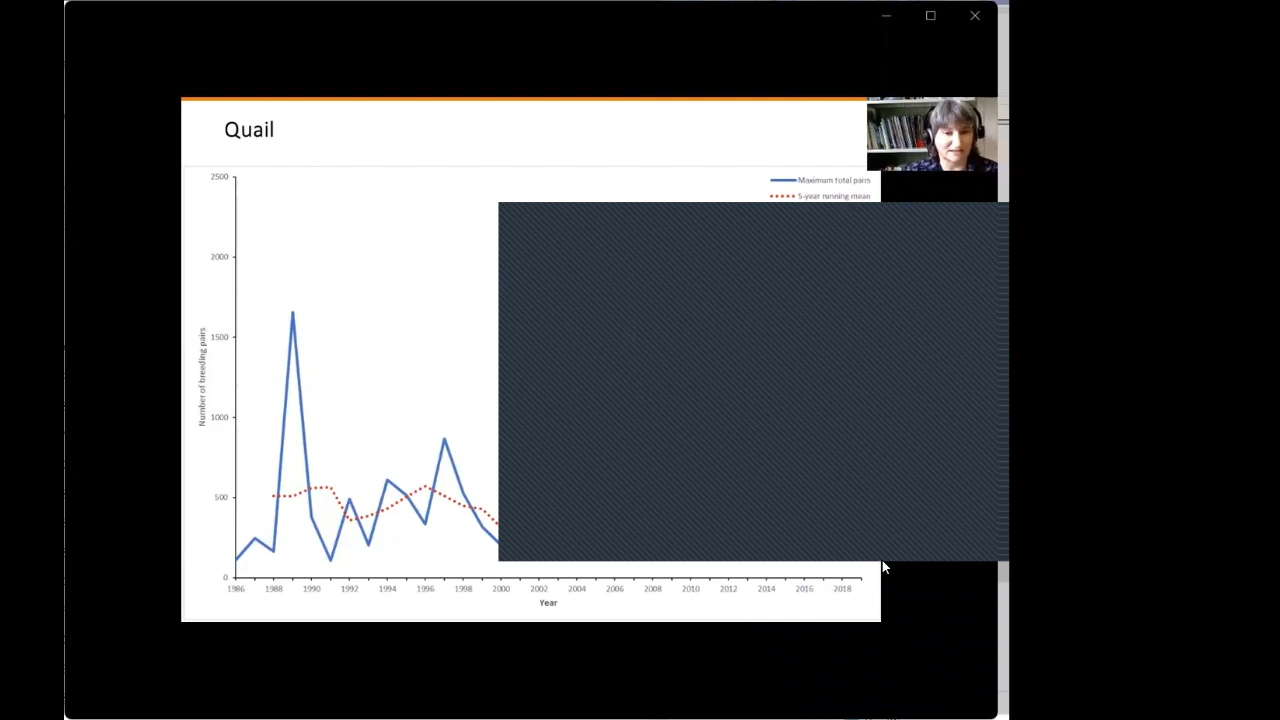 Quail
Maximum total pairs
5-year running mean
2500
2000
1500
1000
500
0
Number of breeding pairs
1986 1988 1990 1992 1994 1996 1998 2000 2002 2004 2006 2008 2010 2012 2014 2016 2018
Year